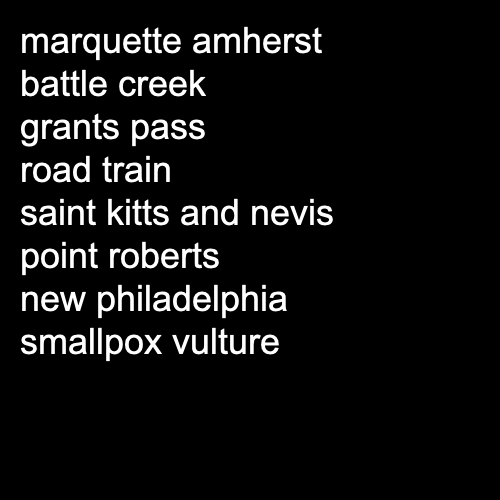 marquette amherst
battle creek
grants pass
road train
saint kitts and nevis
point roberts
new philadelphia
smallpox vulture